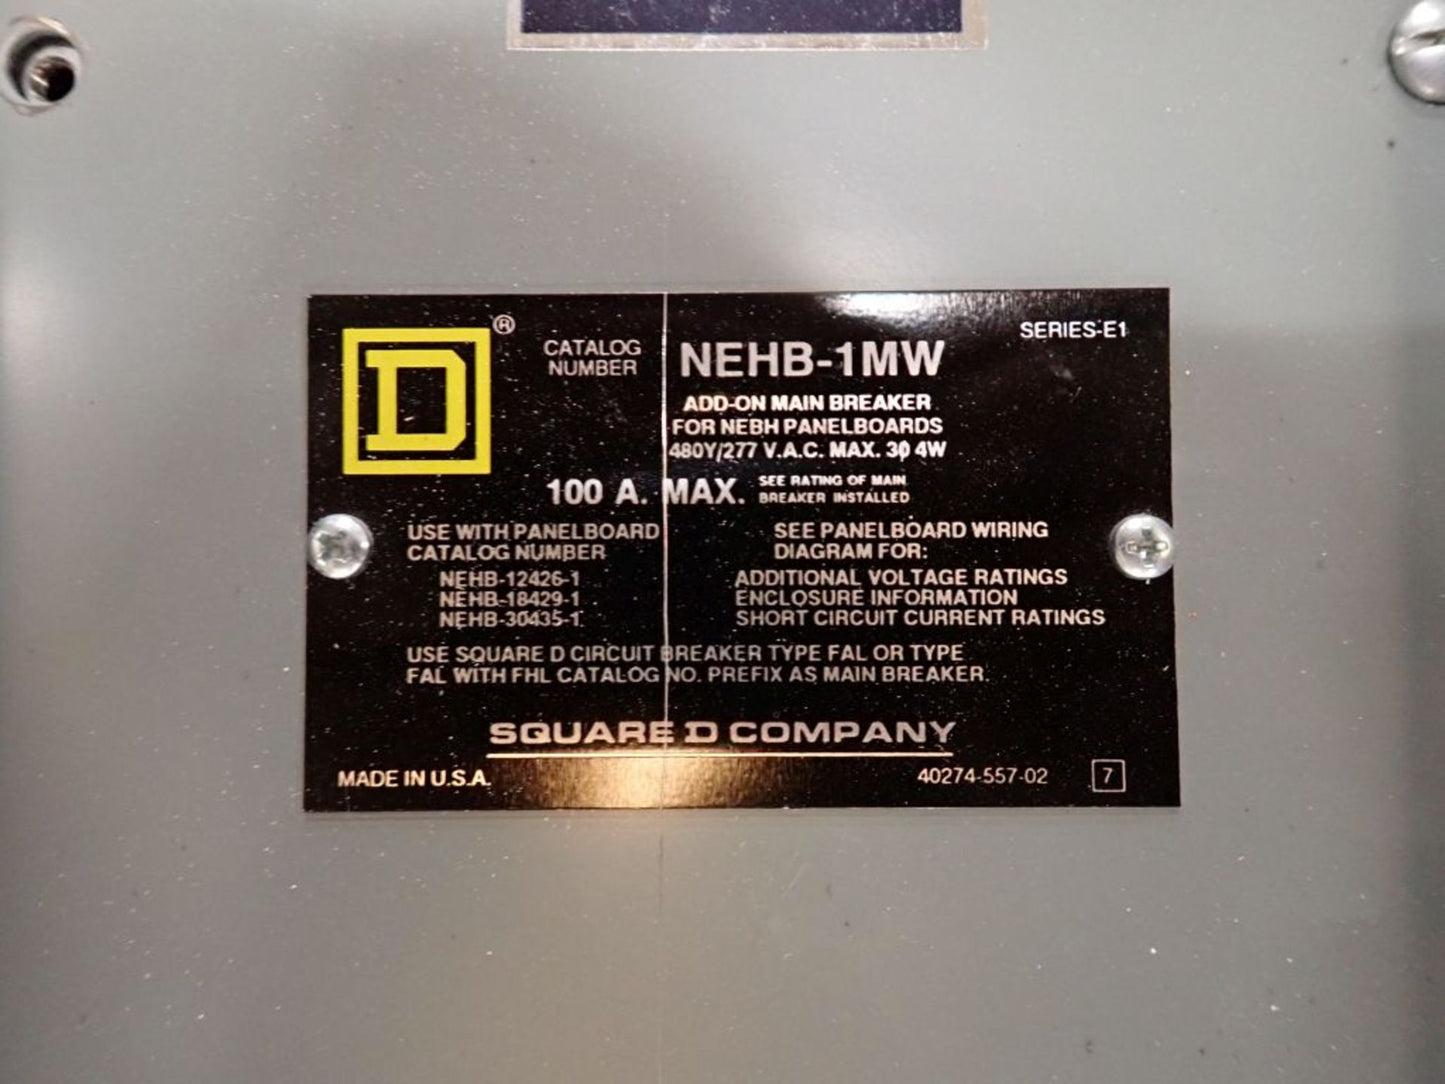 D ®
CATALOG
NUMBER
NEHB-1MW
SERIES-E1
ADD-ON MAIN BREAKER
FOR NEBH PANELBOARDS
480Y/277 V.A.C. MAX. 3Φ 4W
100 A. MAX.
SEE RATING OF MAIN
BREAKER INSTALLED
USE WITH PANELBOARD
CATALOG NUMBER
NEHB-12426-1
NEHB-18429-1
NEHB-30435-1
SEE PANELBOARD WIRING
DIAGRAM FOR:
ADDITIONAL VOLTAGE RATINGS
ENCLOSURE INFORMATION
SHORT CIRCUIT CURRENT RATINGS
USE SQUARE D CIRCUIT BREAKER TYPE FAL OR TYPE
FAL WITH FHL CATALOG NO. PREFIX AS MAIN BREAKER.
SQUARE D COMPANY
MADE IN U.S.A.
40274-557-02
7